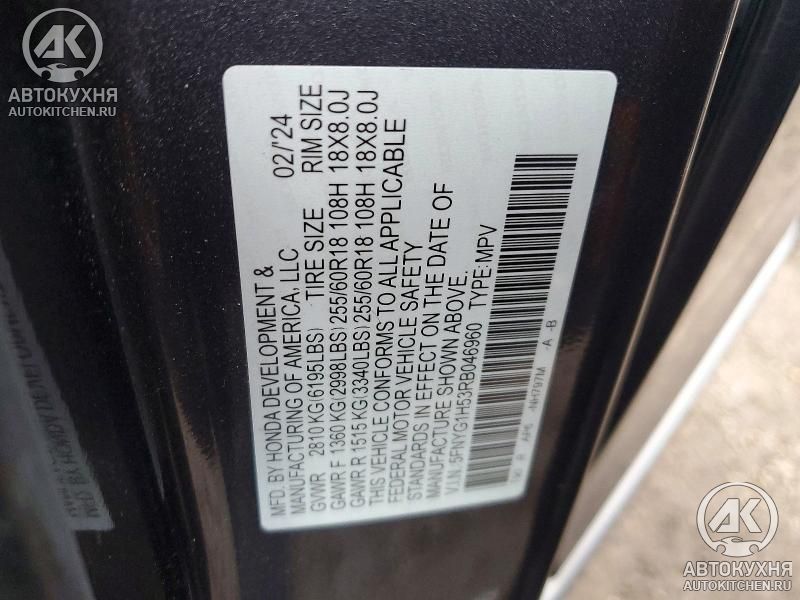 AK
АВТОКУХНЯ
AUTOKITCHEN.RU
MFD. BY HONDA DEVELOPMENT &
MANUFACTURING OF AMERICA, LLC 02/'24
GVWR 2810 KG(6195LBS) TIRE SIZE RIM SIZE
GAWR F 1360 KG(2998LBS) 255/60R18 108H 18X8.0J
GAWR R 1515 KG(3340LBS) 255/60R18 108H 18X8.0J
THIS VEHICLE CONFORMS TO ALL APPLICABLE
FEDERAL MOTOR VEHICLE SAFETY
STANDARDS IN EFFECT ON THE DATE OF
MANUFACTURE SHOWN ABOVE.
V.I.N. 5FNYG1H53RB046960 TYPE:MPV
-NH797M -A -B
AK
АВТОКУХНЯ
AUTOKITCHEN.RU